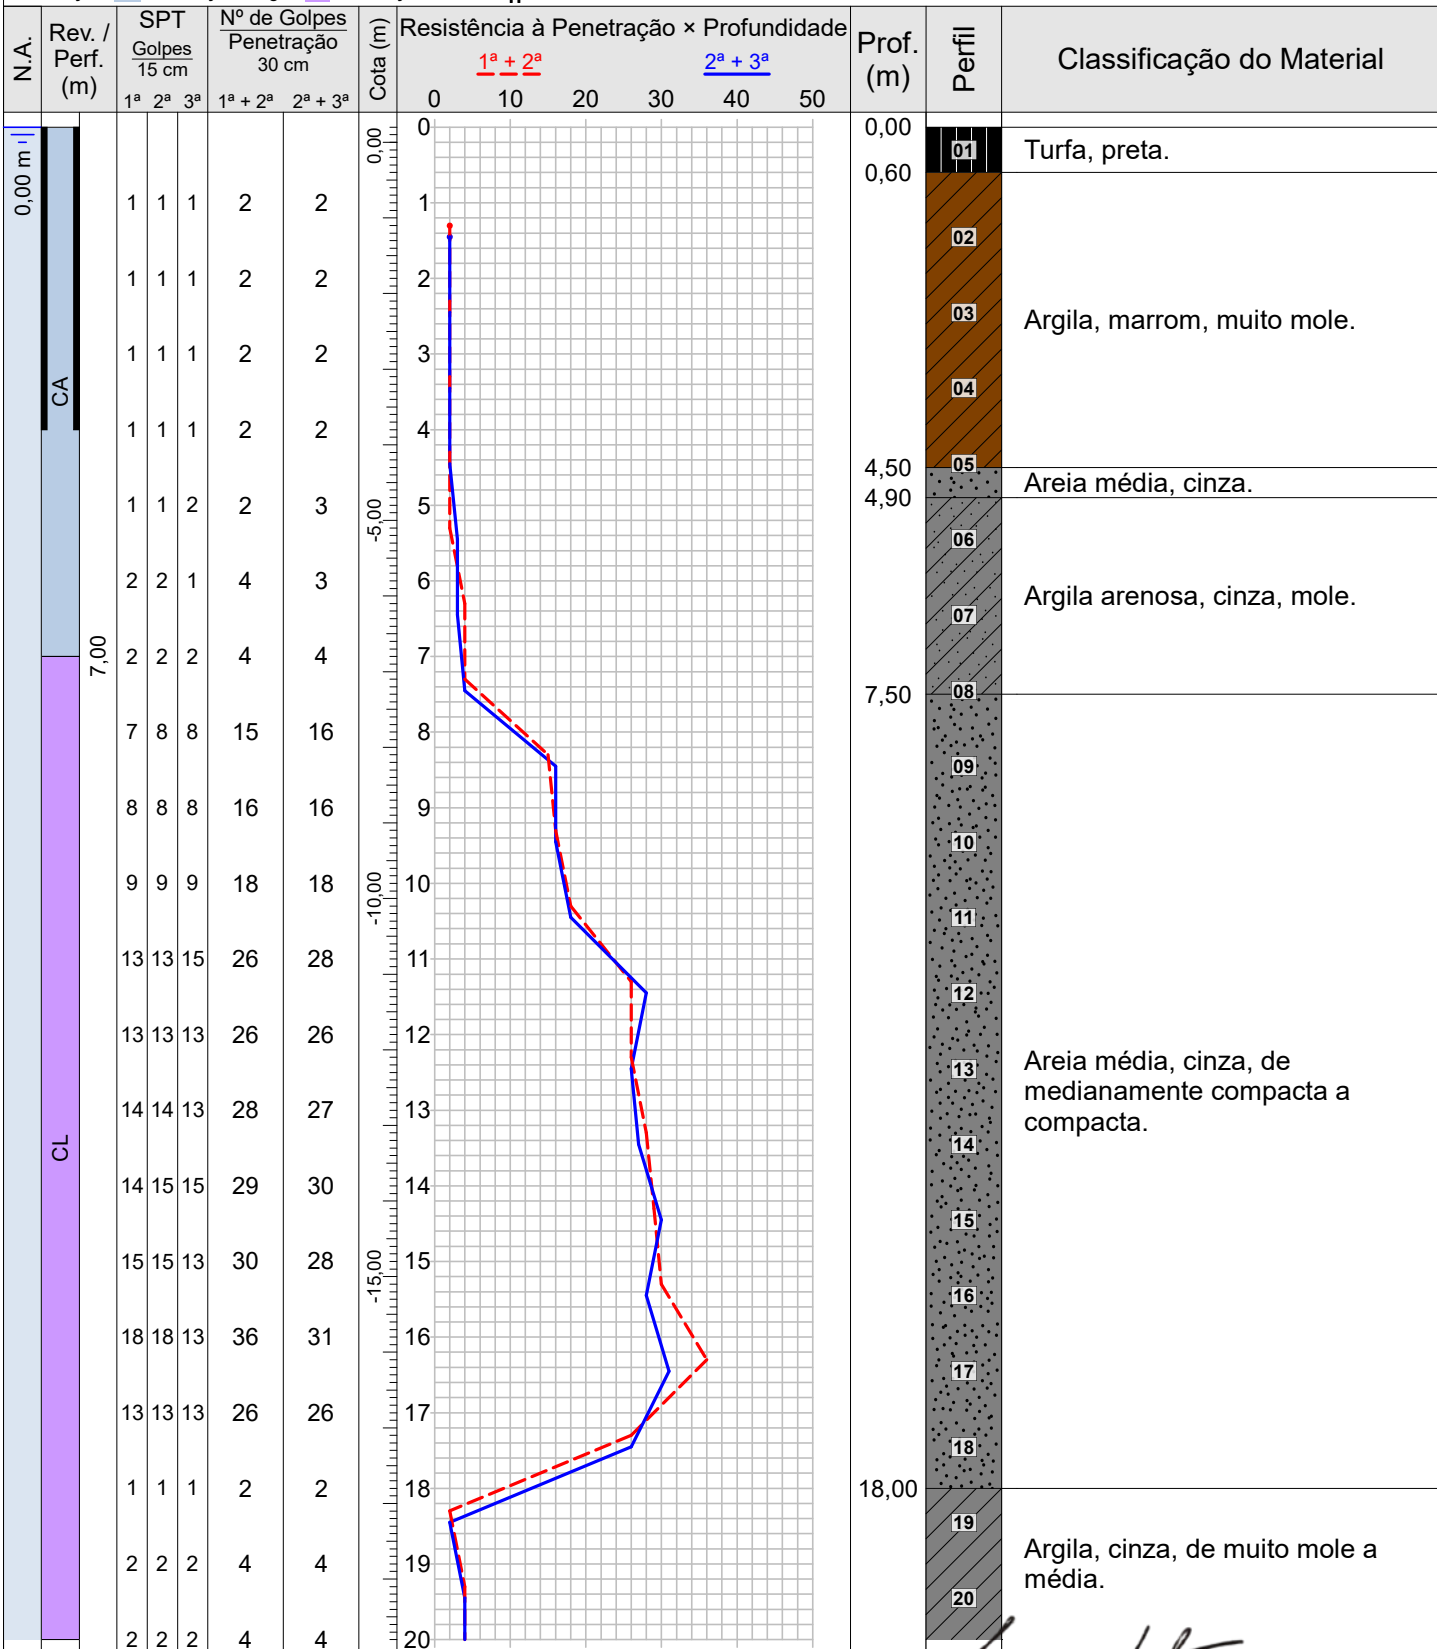 N.A.
Rev. /
Perf.
(m)
SPT
Golpes
15 cm
1ª 2ª 3ª
Nº de Golpes
Penetração
30 cm
1ª + 2ª 2ª + 3ª
Cota (m)
Resistência à Penetração × Profundidade
1ª + 2ª 2ª + 3ª
0 10 20 30 40 50
Prof.
(m)
Perfil
Classificação do Material
0,00 m
0,00
0
0,00
01 Turfa, preta.
0,60
1 1 1 2 2 1
02
1 1 1 2 2 2
03 Argila, marrom, muito mole.
1 1 1 2 2 3
CA
04
1 1 1 2 2 4
4,50 05
Areia média, cinza.
4,90
1 1 2 2 3 -5,00 5
06
2 2 1 4 3 6
Argila arenosa, cinza, mole.
07
7,00
2 2 2 4 4 7
7,50 08
7 8 8 15 16 8
09
8 8 8 16 16 9
10
9 9 9 18 18 -10,00 10
11
13 13 15 26 28 11
12
13 13 13 26 26 12
13 Areia média, cinza, de
medianamente compacta a
compacta.
14 14 13 28 27 13
CL
14
14 15 15 29 30 14
15
15 15 13 30 28 -15,00 15
16
18 18 13 36 31 16
17
13 13 13 26 26 17
18
1 1 1 2 2 18 18,00
19
Argila, cinza, de muito mole a
média.
2 2 2 4 4 19
20
2 2 2 4 4 20